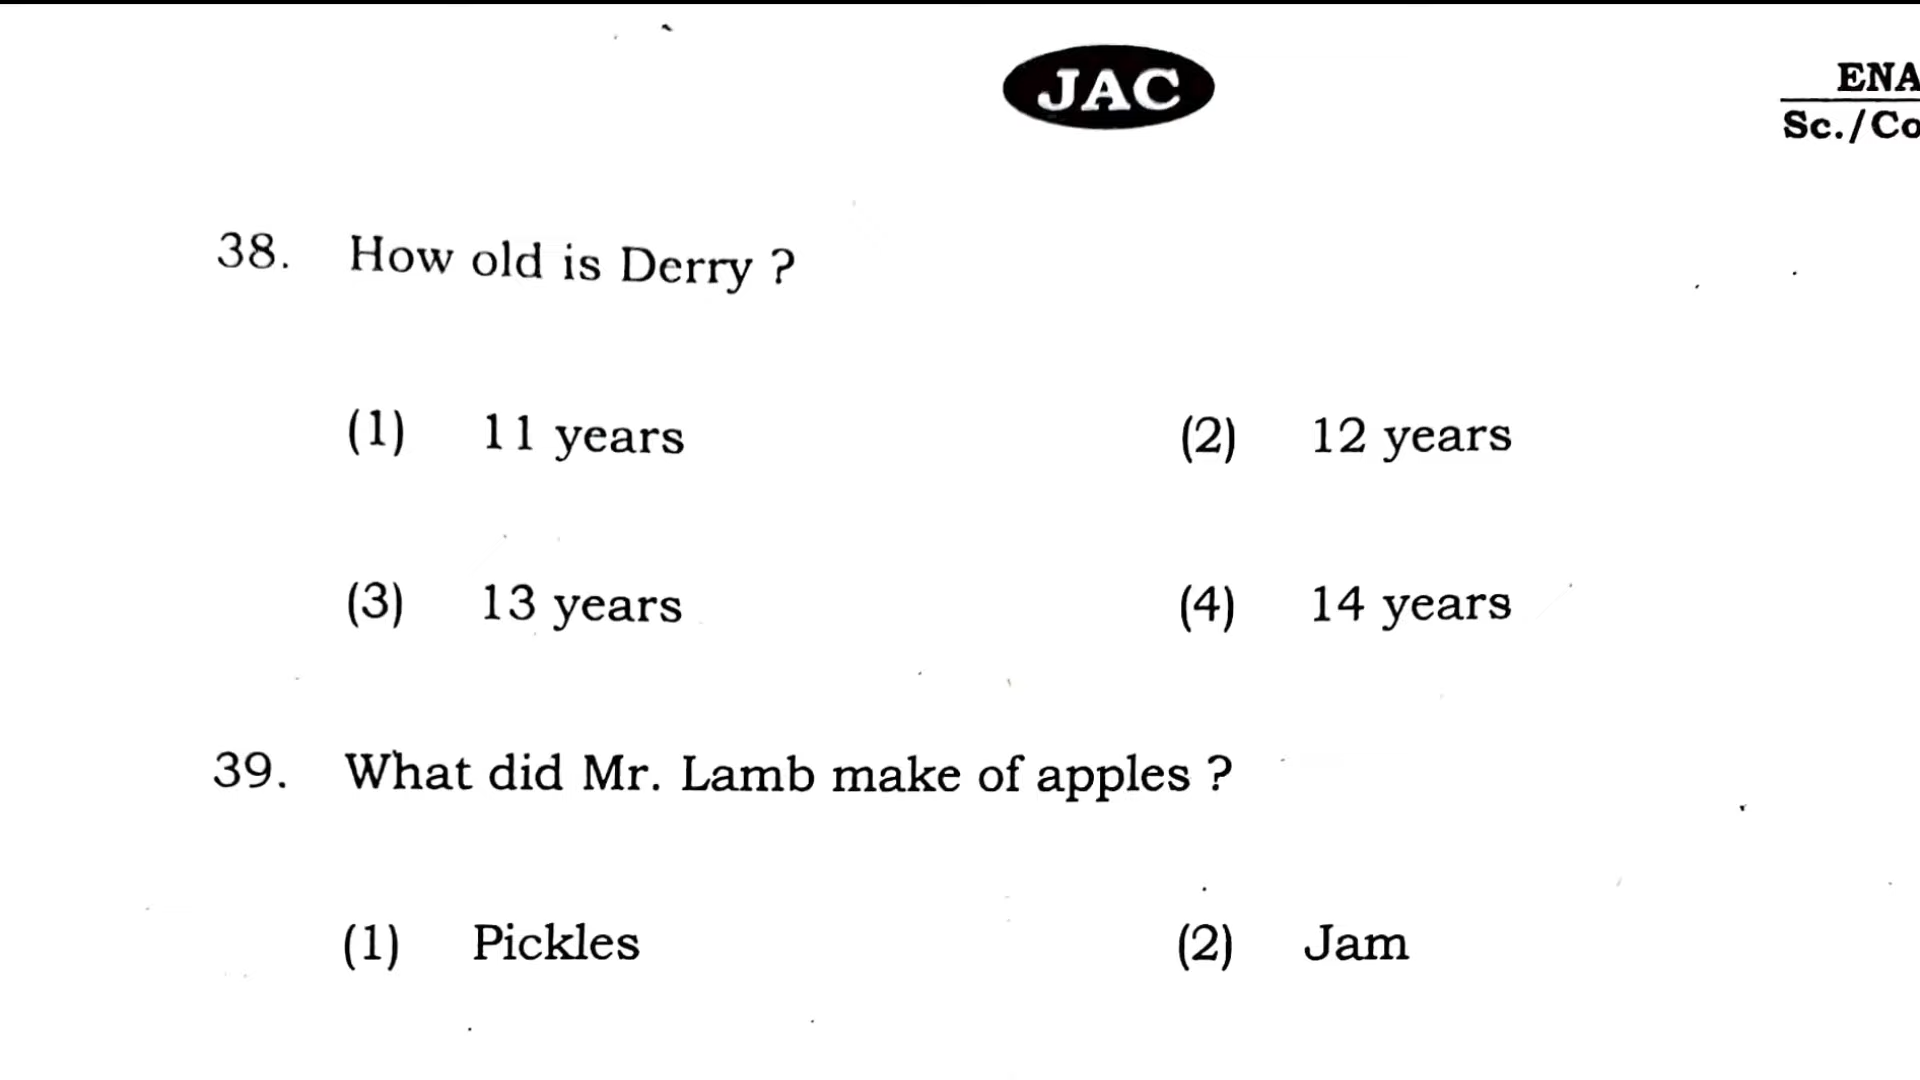 JAC
ENA
Sc./Co
38. How old is Derry ?
(1) 11 years (2) 12 years
(3) 13 years (4) 14 years
39. What did Mr. Lamb make of apples ?
(1) Pickles (2) Jam